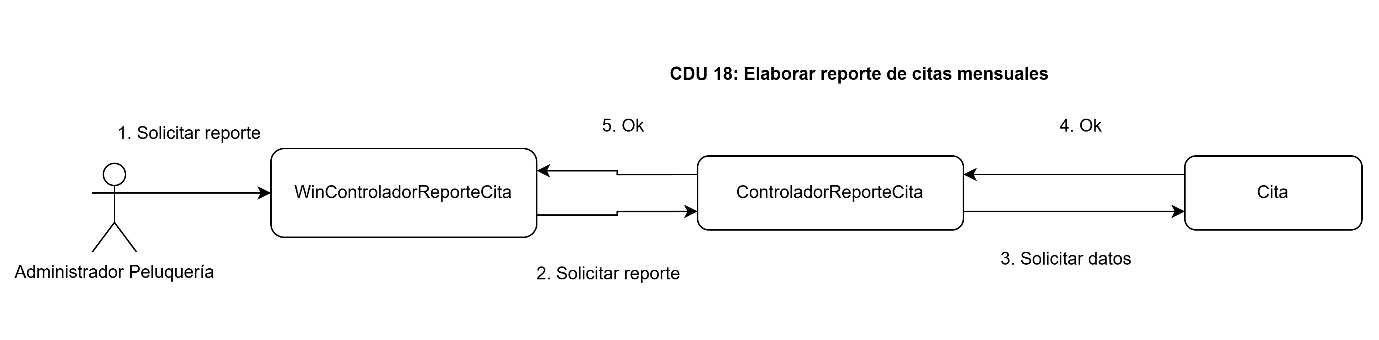 CDU 18: Elaborar reporte de citas mensuales
1. Solicitar reporte
5. Ok
4. Ok
WinControladorReporteCita
ControladorReporteCita
Cita
Administrador Peluquería
2. Solicitar reporte
3. Solicitar datos